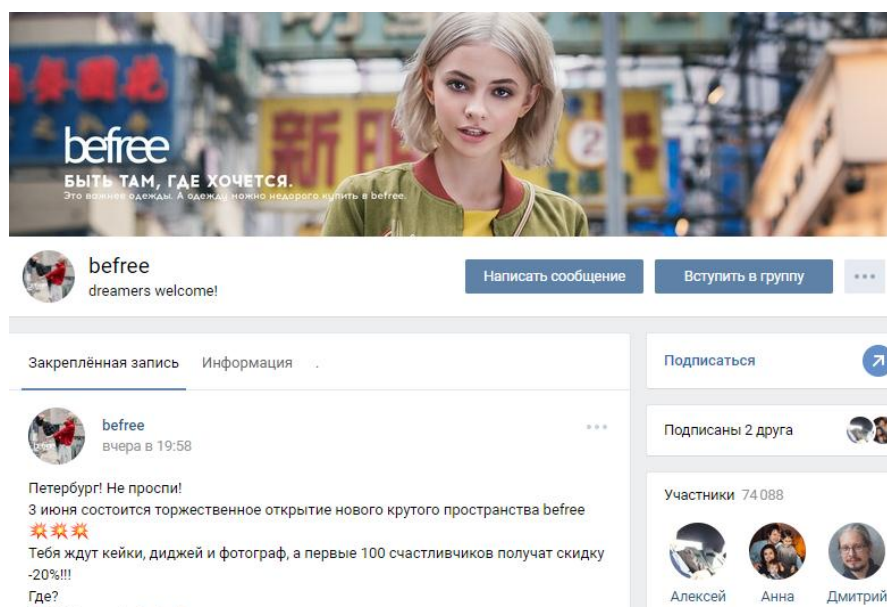 befree
БЫТЬ ТАМ, ГДЕ ХОЧЕТСЯ.
Это важнее одежды. А одежду можно недорого купить в befree.
2
befree
dreamers welcome!
Написать сообщение
Вступить в группу
Закреплённая запись
Информация
.
Подписаться
befree
вчера в 19:58
Подписаны 2 друга
Петербург! Не проспи!
3 июня состоится торжественное открытие нового крутого пространства befree
💥💥💥
Тебя ждут кейки, диджей и фотограф, а первые 100 счастливчиков получат скидку
-20%!!!
Где?
Участники 74 088
Алексей
Анна
Дмитрий